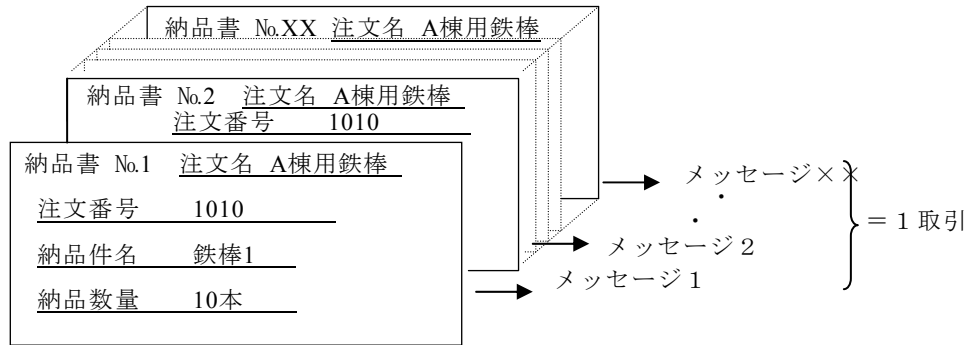 納品書 №XX 注文名 A棟用鉄棒
納品書 №2 注文名 A棟用鉄棒
注文番号 1010
納品書 №1 注文名 A棟用鉄棒
注文番号 1010
納品件名 鉄棒1
納品数量 10本
メッセージ××
・
・
メッセージ２
メッセージ１
＝１取引